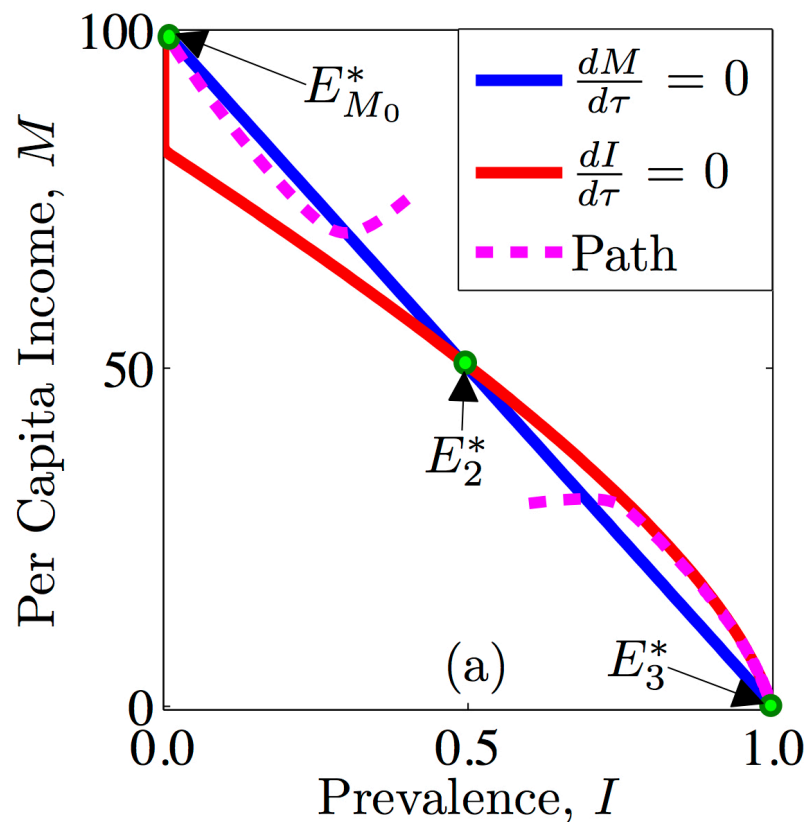 100
50
0
0.0
0.5
1.0
Per Capita Income, M
Prevalence, I
dM/dτ = 0
dI/dτ = 0
Path
E*_{M_0}
E*_2
E*_3
(a)